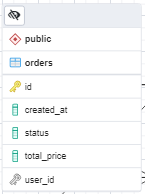 public
orders
id
created_at
status
total_price
user_id